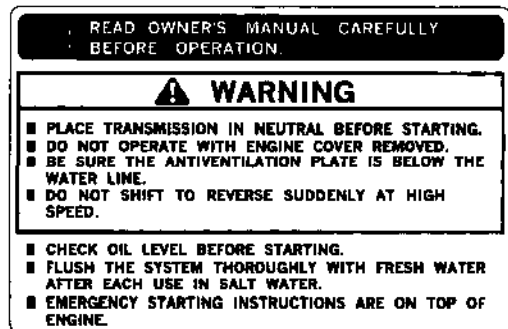 READ OWNER'S MANUAL CAREFULLY
BEFORE OPERATION.
WARNING
■ PLACE TRANSMISSION IN NEUTRAL BEFORE STARTING.
■ DO NOT OPERATE WITH ENGINE COVER REMOVED.
■ BE SURE THE ANTIVENTILATION PLATE IS BELOW THE
WATER LINE.
■ DO NOT SHIFT TO REVERSE SUDDENLY AT HIGH
SPEED.
■ CHECK OIL LEVEL BEFORE STARTING.
■ FLUSH THE SYSTEM THOROUGHLY WITH FRESH WATER
AFTER EACH USE IN SALT WATER.
■ EMERGENCY STARTING INSTRUCTIONS ARE ON TOP OF
ENGINE.